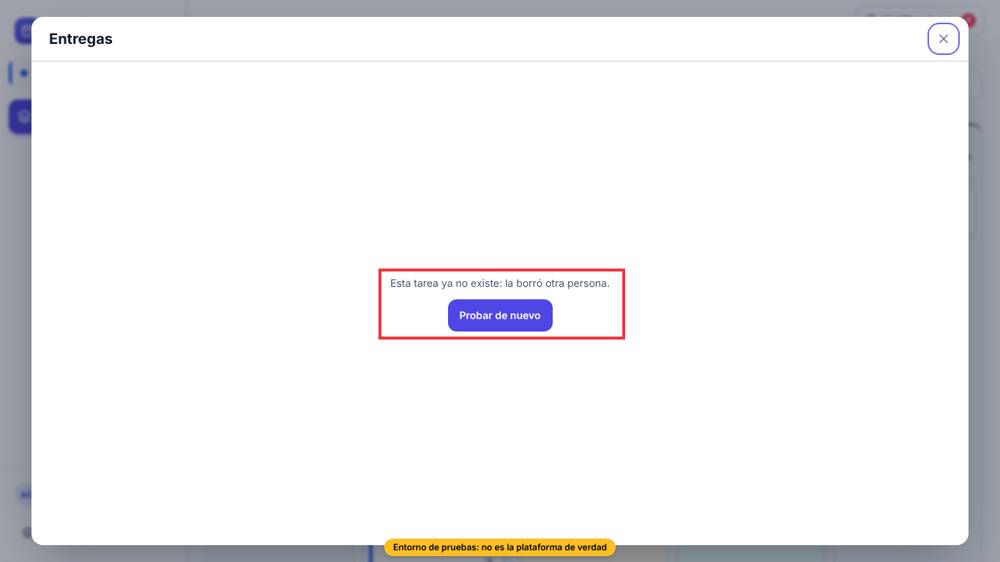 Entregas
Esta tarea ya no existe: la borró otra persona.
Probar de nuevo
Entorno de pruebas: no es la plataforma de verdad